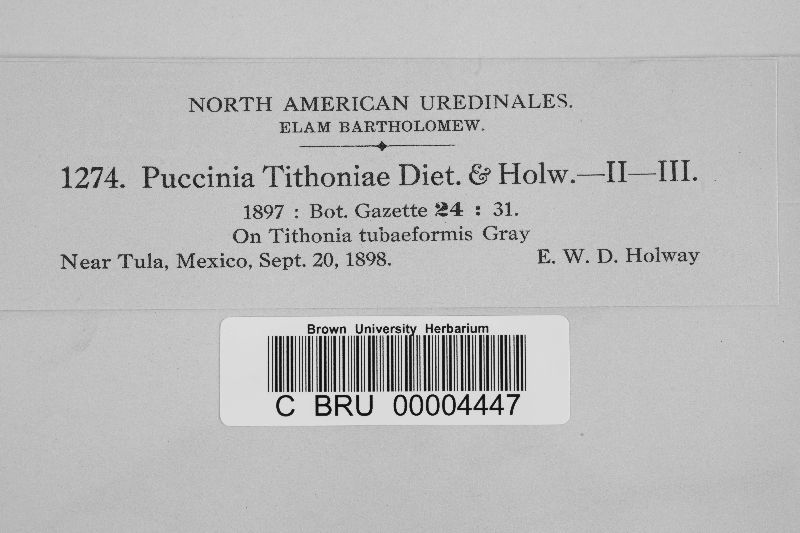 NORTH AMERICAN UREDINALES.
ELAM BARTHOLOMEW.
1274. Puccinia Tithoniae Diet. & Holw.—II—III.
1897 : Bot. Gazette 24 : 31.
On Tithonia tubaeformis Gray
Near Tula, Mexico, Sept. 20, 1898. E. W. D. Holway
Brown University Herbarium
C BRU 00004447